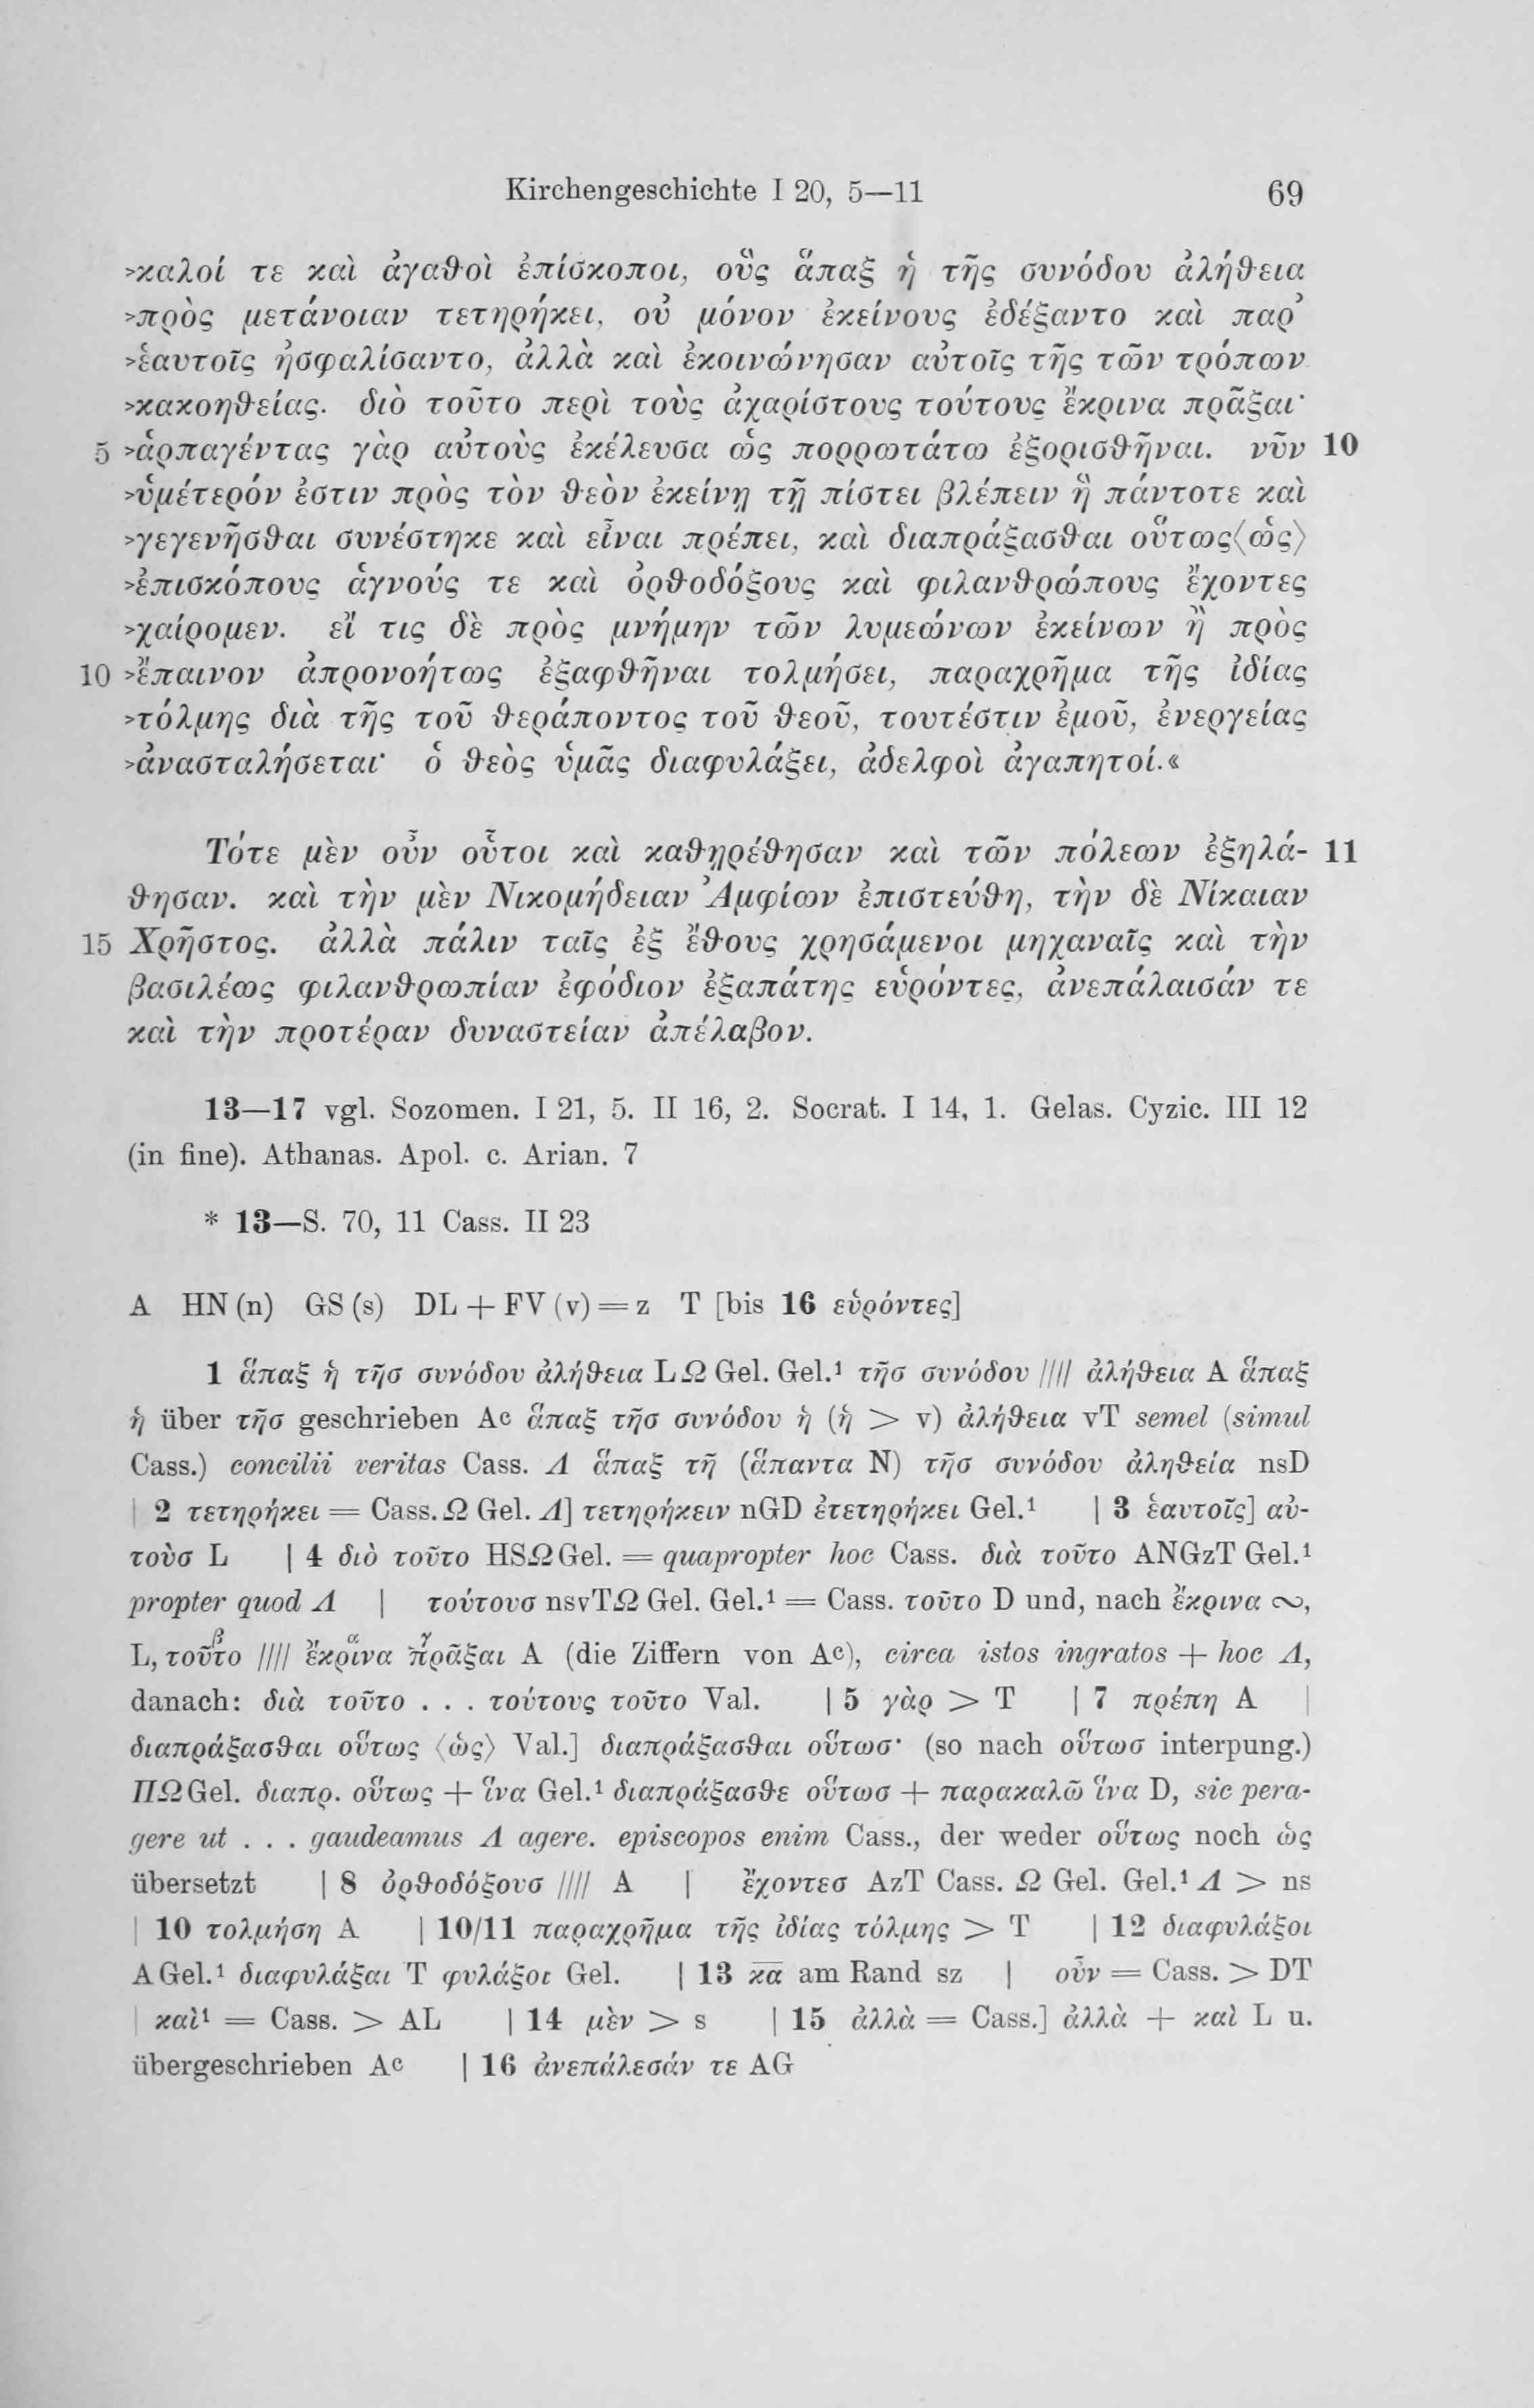 Kirchengeschichte I 20, 5—11 69
>καλοί τε καὶ ἀγαθοὶ ἐπίσκοποι, οὓς ἅπαξ ἡ τῆς συνόδου ἀλήθεια
>πρὸς μετάνοιαν τετηρήκει, οὐ μόνον ἐκείνους ἐδέξαντο καὶ παρ᾽
>ἑαυτοῖς ἠσφαλίσαντο, ἀλλὰ καὶ ἐκοινώνησαν αὐτοῖς τῆς τῶν τρόπων
>κακοηθείας. διὸ τοῦτο περὶ τοὺς ἀχαρίστους τούτους ἔκρινα πρᾶξαι·
5 >ἁρπαγέντας γὰρ αὐτοὺς ἐκέλευσα ὡς πορρωτάτω ἐξορισθῆναι. νῦν 10
>ὑμέτερόν ἐστιν πρὸς τὸν θεὸν ἐκείνῃ τῇ πίστει βλέπειν ᾗ πάντοτε καὶ
>γεγενῆσθαι συνέστηκε καὶ εἶναι πρέπει, καὶ διαπράξασθαι οὕτως⟨ὡς⟩
>ἐπισκόπους ἁγνούς τε καὶ ὀρθοδόξους καὶ φιλανθρώπους ἔχοντες
>χαίρομεν. εἴ τις δὲ πρὸς μνήμην τῶν λυμεώνων ἐκείνων ἢ πρὸς
10 >ἔπαινον ἀπρονοήτως ἐξαφθῆναι τολμήσει, παραχρῆμα τῆς ἰδίας
>τόλμης διὰ τῆς τοῦ θεράποντος τοῦ θεοῦ, τουτέστιν ἐμοῦ, ἐνεργείας
>ἀνασταλήσεται· ὁ θεὸς ὑμᾶς διαφυλάξει, ἀδελφοὶ ἀγαπητοί.«
Τότε μὲν οὖν οὗτοι καὶ καθῃρέθησαν καὶ τῶν πόλεων ἐξηλά- 11
θησαν. καὶ τὴν μὲν Νικομήδειαν Ἀμφίων ἐπιστεύθη, τὴν δὲ Νίκαιαν
15 Χρῆστος. ἀλλὰ πάλιν ταῖς ἐξ ἔθους χρησάμενοι μηχαναῖς καὶ τὴν
βασιλέως φιλανθρωπίαν ἐφόδιον ἐξαπάτης εὑρόντες, ἀνεπάλαισάν τε
καὶ τὴν προτέραν δυναστείαν ἀπέλαβον.
13—17 vgl. Sozomen. I 21, 5. II 16, 2. Socrat. I 14, 1. Gelas. Cyzic. III 12
(in fine). Athanas. Apol. c. Arian. 7
* 13—S. 70, 11 Cass. II 23
A HN (n) GS (s) DL + FV (v) = z T [bis 16 εὑρόντες]
1 ἅπαξ ἡ τῆσ συνόδου ἀλήθεια LΩ Gel. Gel.¹ τῆσ συνόδου //// ἀλήθεια A ἅπαξ
ἡ über τῆσ geschrieben Aᶜ ἅπαξ τῆσ συνόδου ἡ (ἡ > v) ἀλήθεια vT semel (simul
Cass.) concilii veritas Cass. Λ ἅπαξ τῇ (ἅπαντα N) τῆσ συνόδου ἀληθεία nsD
| 2 τετηρήκει = Cass. Ω Gel. Λ] τετηρήκειν nGD ἐτετηρήκει Gel.¹ | 3 ἑαυτοῖς] αὐ-
τοὺσ L | 4 διὸ τοῦτο HSΩ Gel. = quapropter hoc Cass. διὰ τοῦτο ANGzT Gel.¹
propter quod Λ | τούτουσ nsvTΩ Gel. Gel.¹ = Cass. τοῦτο D und, nach ἔκρινα ∾,
L, τοῦτο^β //// ἔκρινα^α πρᾶξαι^γ A (die Ziffern von Aᶜ), circa istos ingratos + hoc Λ,
danach: διὰ τοῦτο . . . τούτους τοῦτο Val. | 5 γὰρ > T | 7 πρέπη A |
διαπράξασθαι οὕτως ⟨ὡς⟩ Val.] διαπράξασθαι οὕτωσ· (so nach οὕτωσ interpung.)
ΠΩ Gel. διαπρ. οὕτως + ἵνα Gel.¹ διαπράξασθε οὕτωσ + παρακαλῶ ἵνα D, sic pera-
gere ut . . . gaudeamus Λ agere. episcopos enim Cass., der weder οὕτως noch ὡς
übersetzt | 8 ὀρθοδόξουσ //// A | ἔχοντεσ AzT Cass. Ω Gel. Gel.¹ Λ > ns
| 10 τολμήση A | 10/11 παραχρῆμα τῆς ἰδίας τόλμης > T | 12 διαφυλάξοι
A Gel.¹ διαφυλάξαι T φυλάξοι Gel. | 13 κ̅α̅ am Rand sz | οὖν = Cass. > DT
| καὶ¹ = Cass. > AL | 14 μὲν > s | 15 ἀλλὰ = Cass.] ἀλλὰ + καὶ L u.
übergeschrieben Aᶜ | 16 ἀνεπάλεσάν τε AG